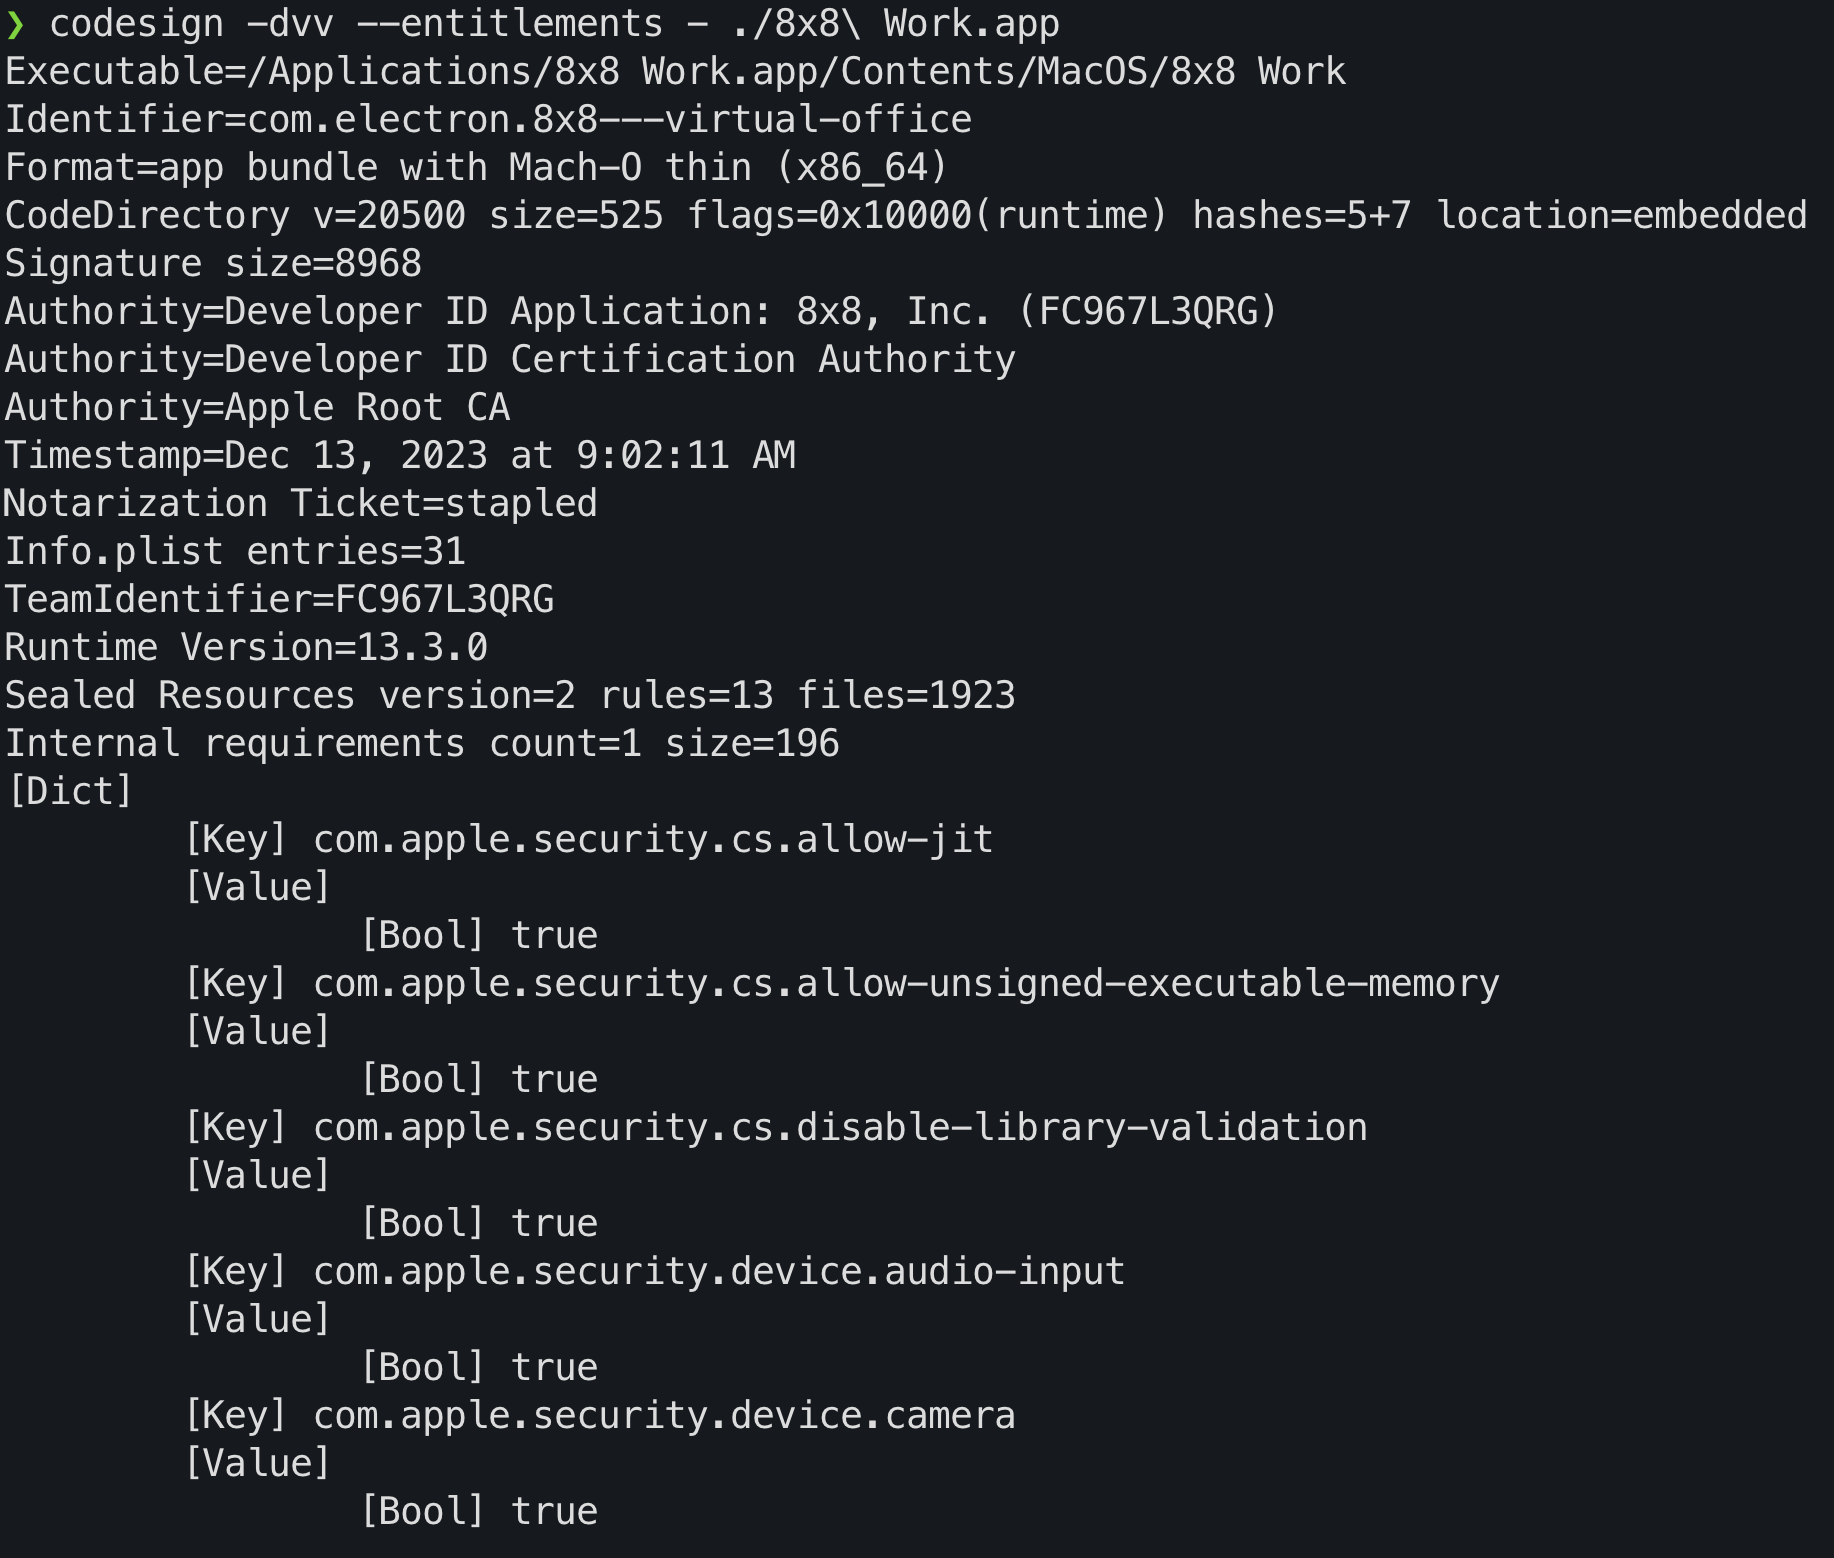 ❯ codesign -dvv --entitlements - ./8x8\ Work.app
Executable=/Applications/8x8 Work.app/Contents/MacOS/8x8 Work
Identifier=com.electron.8x8---virtual-office
Format=app bundle with Mach-O thin (x86_64)
CodeDirectory v=20500 size=525 flags=0x10000(runtime) hashes=5+7 location=embedded
Signature size=8968
Authority=Developer ID Application: 8x8, Inc. (FC967L3QRG)
Authority=Developer ID Certification Authority
Authority=Apple Root CA
Timestamp=Dec 13, 2023 at 9:02:11 AM
Notarization Ticket=stapled
Info.plist entries=31
TeamIdentifier=FC967L3QRG
Runtime Version=13.3.0
Sealed Resources version=2 rules=13 files=1923
Internal requirements count=1 size=196
[Dict]
[Key] com.apple.security.cs.allow-jit
[Value]
[Bool] true
[Key] com.apple.security.cs.allow-unsigned-executable-memory
[Value]
[Bool] true
[Key] com.apple.security.cs.disable-library-validation
[Value]
[Bool] true
[Key] com.apple.security.device.audio-input
[Value]
[Bool] true
[Key] com.apple.security.device.camera
[Value]
[Bool] true